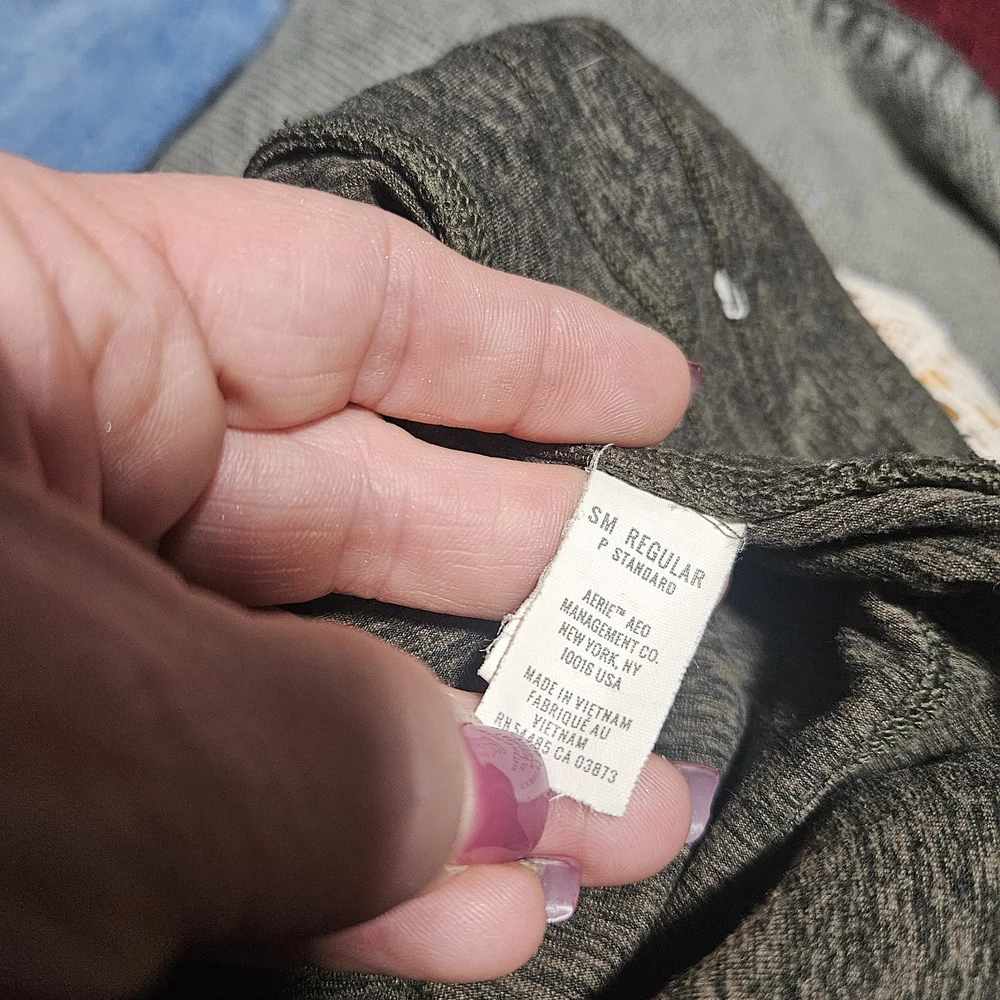 SM REGULAR
P STANDARD
AERIE™ AEO
MANAGEMENT CO.
NEW YORK, NY
10016 USA
MADE IN VIETNAM
FABRIQUÉ AU
VIETNAM
RN 54485 CA 03873